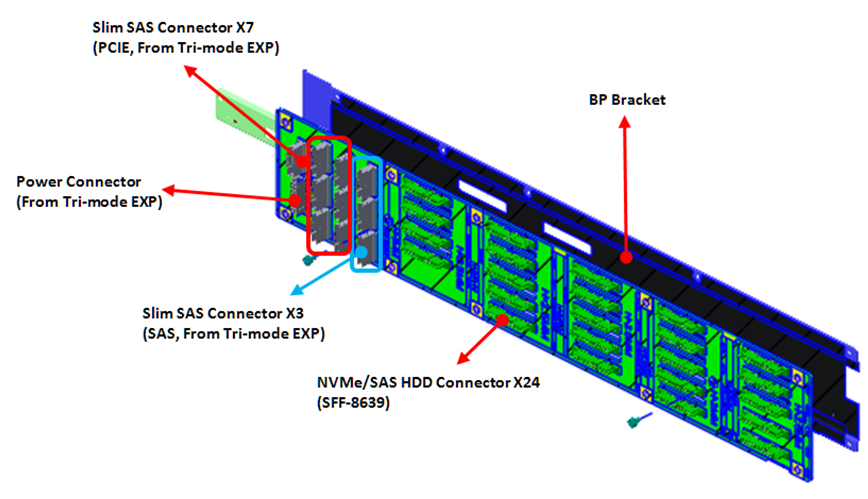 Slim SAS Connector X7
(PCIE, From Tri-mode EXP)
BP Bracket
Power Connector
(From Tri-mode EXP)
Slim SAS Connector X3
(SAS, From Tri-mode EXP)
NVMe/SAS HDD Connector X24
(SFF-8639)